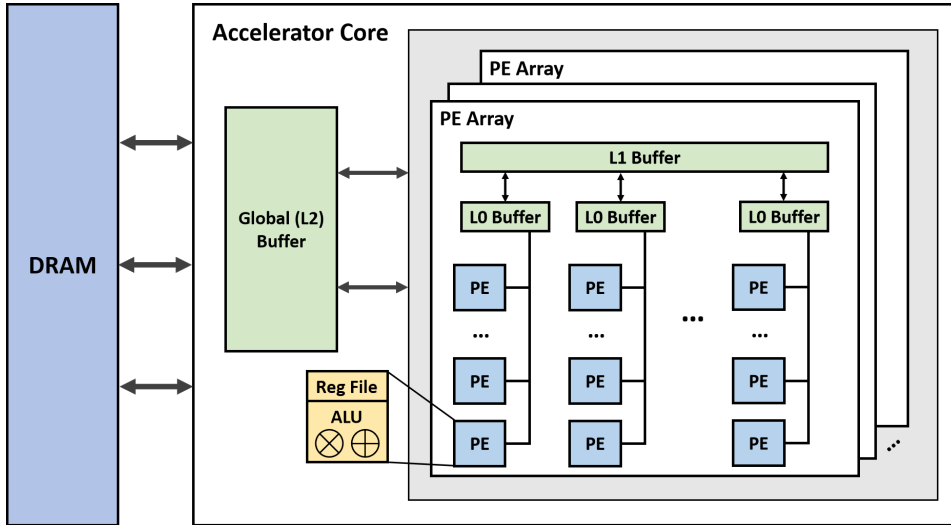 DRAM
Accelerator Core
Global (L2)
Buffer
PE Array
PE Array
L1 Buffer
L0 Buffer
L0 Buffer
L0 Buffer
PE
PE
PE
...
...
...
...
PE
PE
PE
PE
PE
PE
...
Reg File
ALU